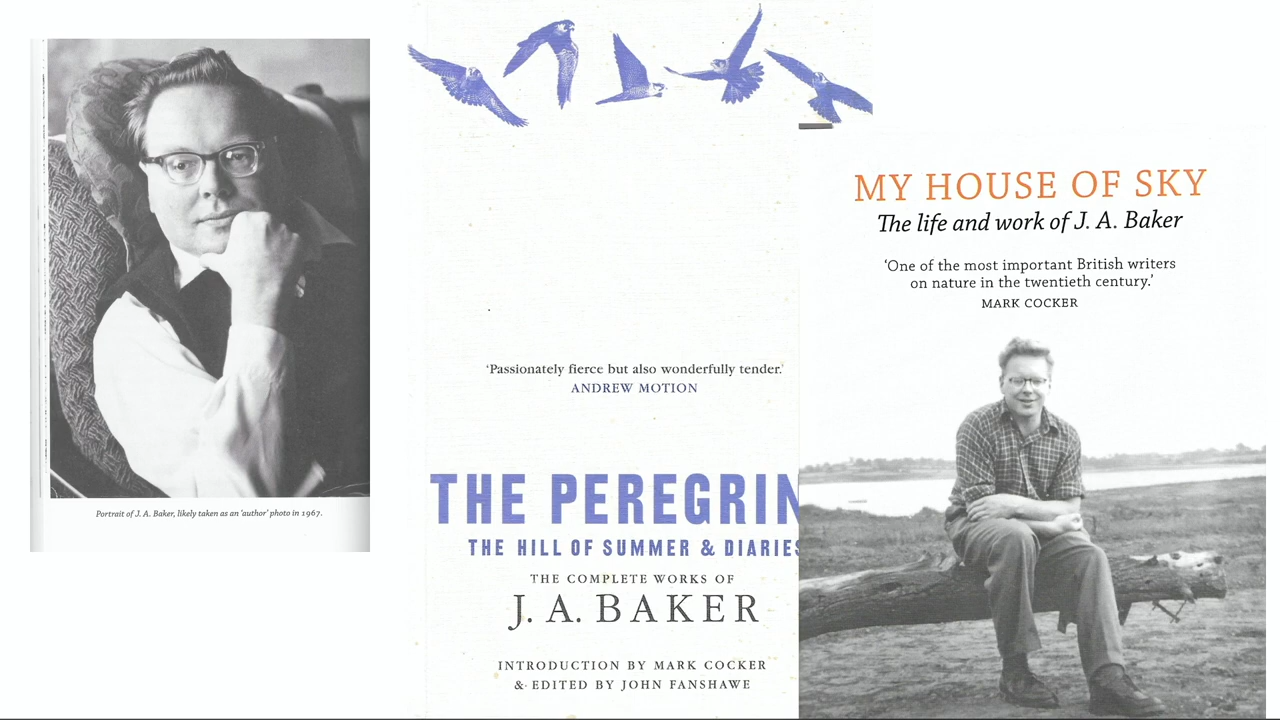 Portrait of J. A. Baker, likely taken as an 'author' photo in 1967.
'Passionately fierce but also wonderfully tender.'
ANDREW MOTION
THE PEREGRIN
THE HILL OF SUMMER & DIARIES
THE COMPLETE WORKS OF
J. A. BAKER
INTRODUCTION BY MARK COCKER
& EDITED BY JOHN FANSHAWE
MY HOUSE OF SKY
The life and work of J. A. Baker
'One of the most important British writers
on nature in the twentieth century.'
MARK COCKER